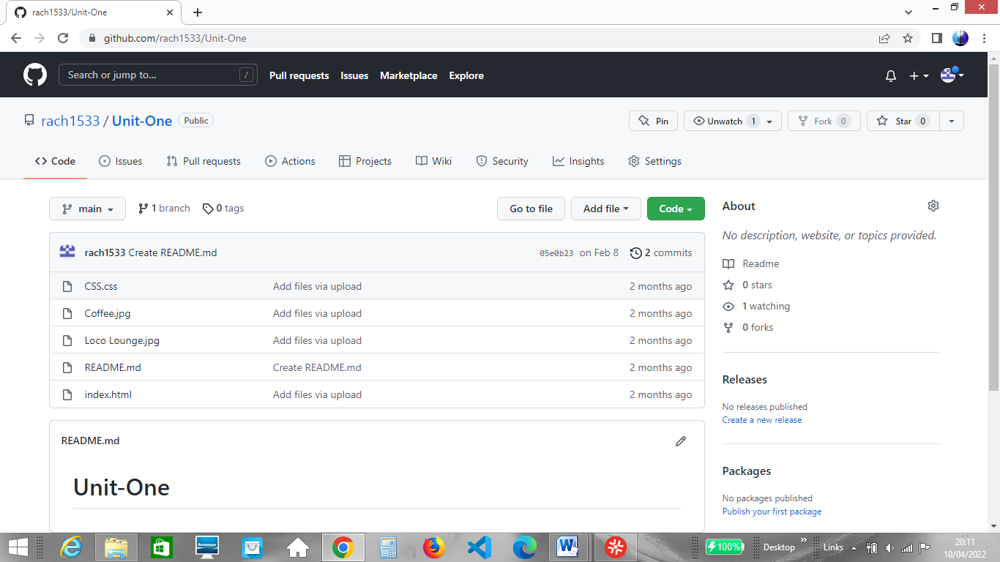 rach1533/Unit-One
github.com/rach1533/Unit-One
Search or jump to... /
Pull requests Issues Marketplace Explore
rach1533 / Unit-One Public
Pin Unwatch 1 Fork 0 Star 0
Code Issues Pull requests Actions Projects Wiki Security Insights Settings
main 1 branch 0 tags Go to file Add file Code
rach1533 Create README.md 05e0b23 on Feb 8 2 commits
CSS.css Add files via upload 2 months ago
Coffee.jpg Add files via upload 2 months ago
Loco Lounge.jpg Add files via upload 2 months ago
README.md Create README.md 2 months ago
index.html Add files via upload 2 months ago
README.md
Unit-One
About
No description, website, or topics provided.
Readme
0 stars
1 watching
0 forks
Releases
No releases published
Create a new release
Packages
No packages published
Publish your first package
lenovo
100% Desktop » Links
20:11
10/04/2022